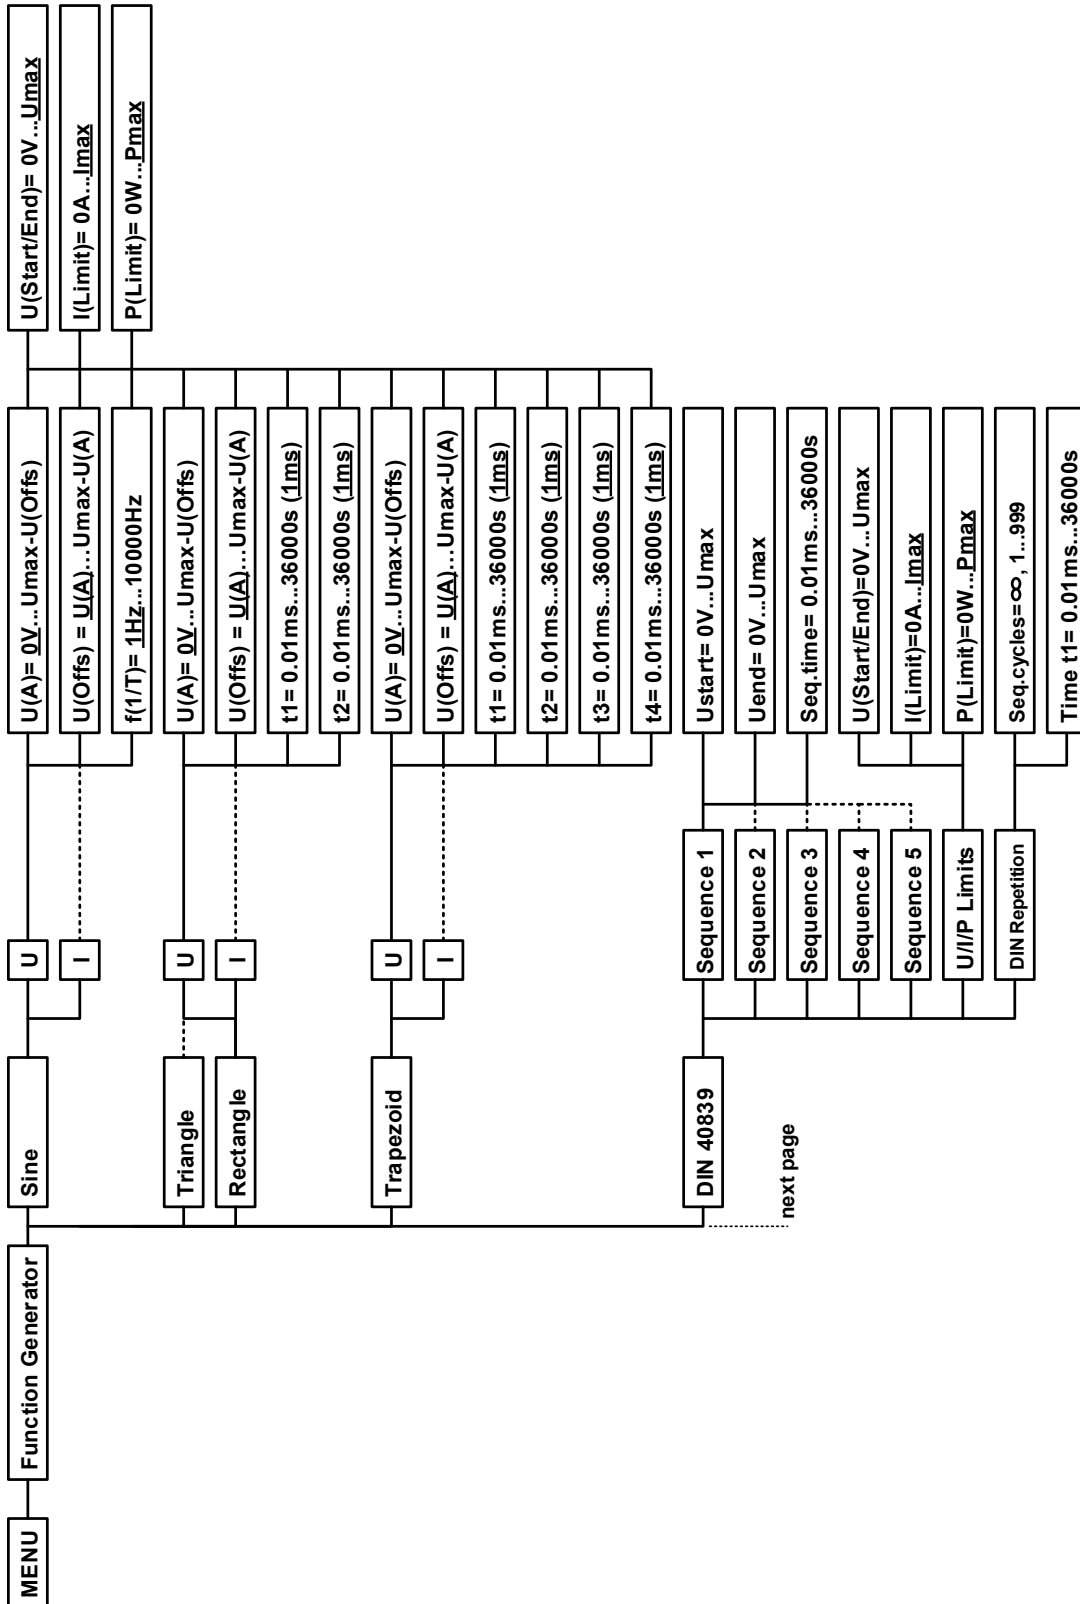 MENU
Function Generator
Sine
U
I
U(A)= 0V...Umax-U(Offs)
U(Offs) = U(A)...Umax-U(A)
f(1/T)= 1Hz...10000Hz
U(Start/End)= 0V...Umax
I(Limit)= 0A...Imax
P(Limit)= 0W...Pmax
Triangle
Rectangle
U
I
U(A)= 0V...Umax-U(Offs)
U(Offs) = U(A)...Umax-U(A)
t1= 0.01ms...36000s (1ms)
t2= 0.01ms...36000s (1ms)
Trapezoid
U
I
U(A)= 0V...Umax-U(Offs)
U(Offs) = U(A)...Umax-U(A)
t1= 0.01ms...36000s (1ms)
t2= 0.01ms...36000s (1ms)
t3= 0.01ms...36000s (1ms)
t4= 0.01ms...36000s (1ms)
DIN 40839
next page
Sequence 1
Sequence 2
Sequence 3
Sequence 4
Sequence 5
U/I/P Limits
DIN Repetition
Ustart= 0V...Umax
Uend= 0V...Umax
Seq.time= 0.01ms...36000s
U(Start/End)=0V...Umax
I(Limit)=0A...Imax
P(Limit)=0W...Pmax
Seq.cycles=∞, 1...999
Time t1= 0.01ms...36000s